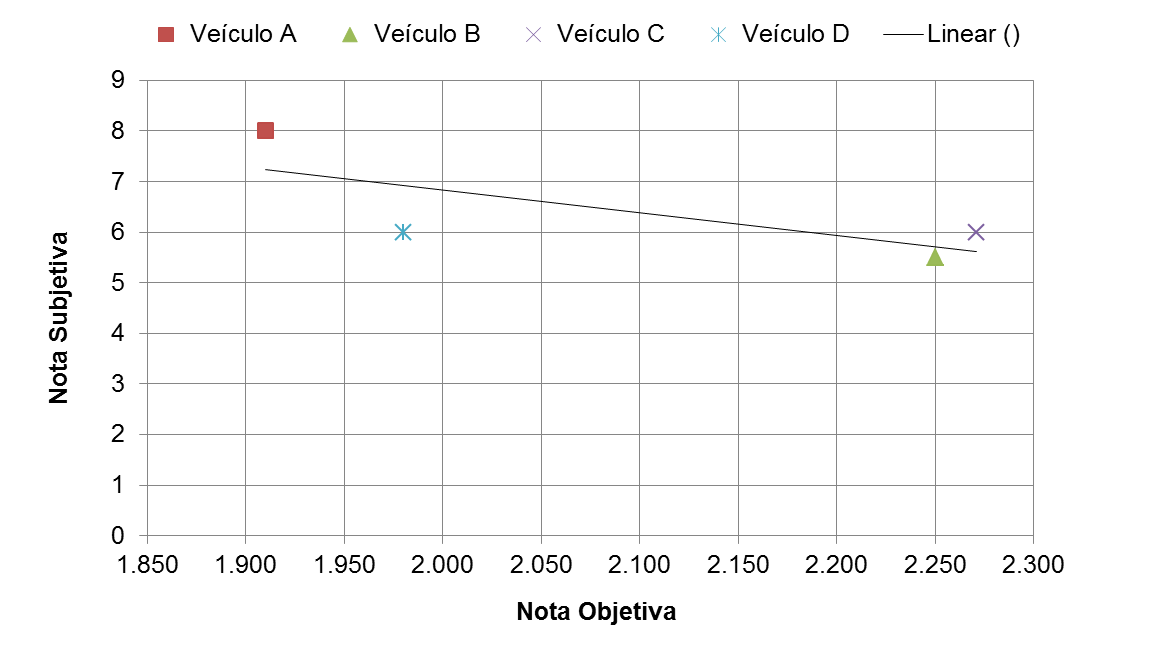 Veículo A Veículo B Veículo C Veículo D Linear ()
9
8
7
6
5
4
3
2
1
0
Nota Subjetiva
1.850 1.900 1.950 2.000 2.050 2.100 2.150 2.200 2.250 2.300
Nota Objetiva